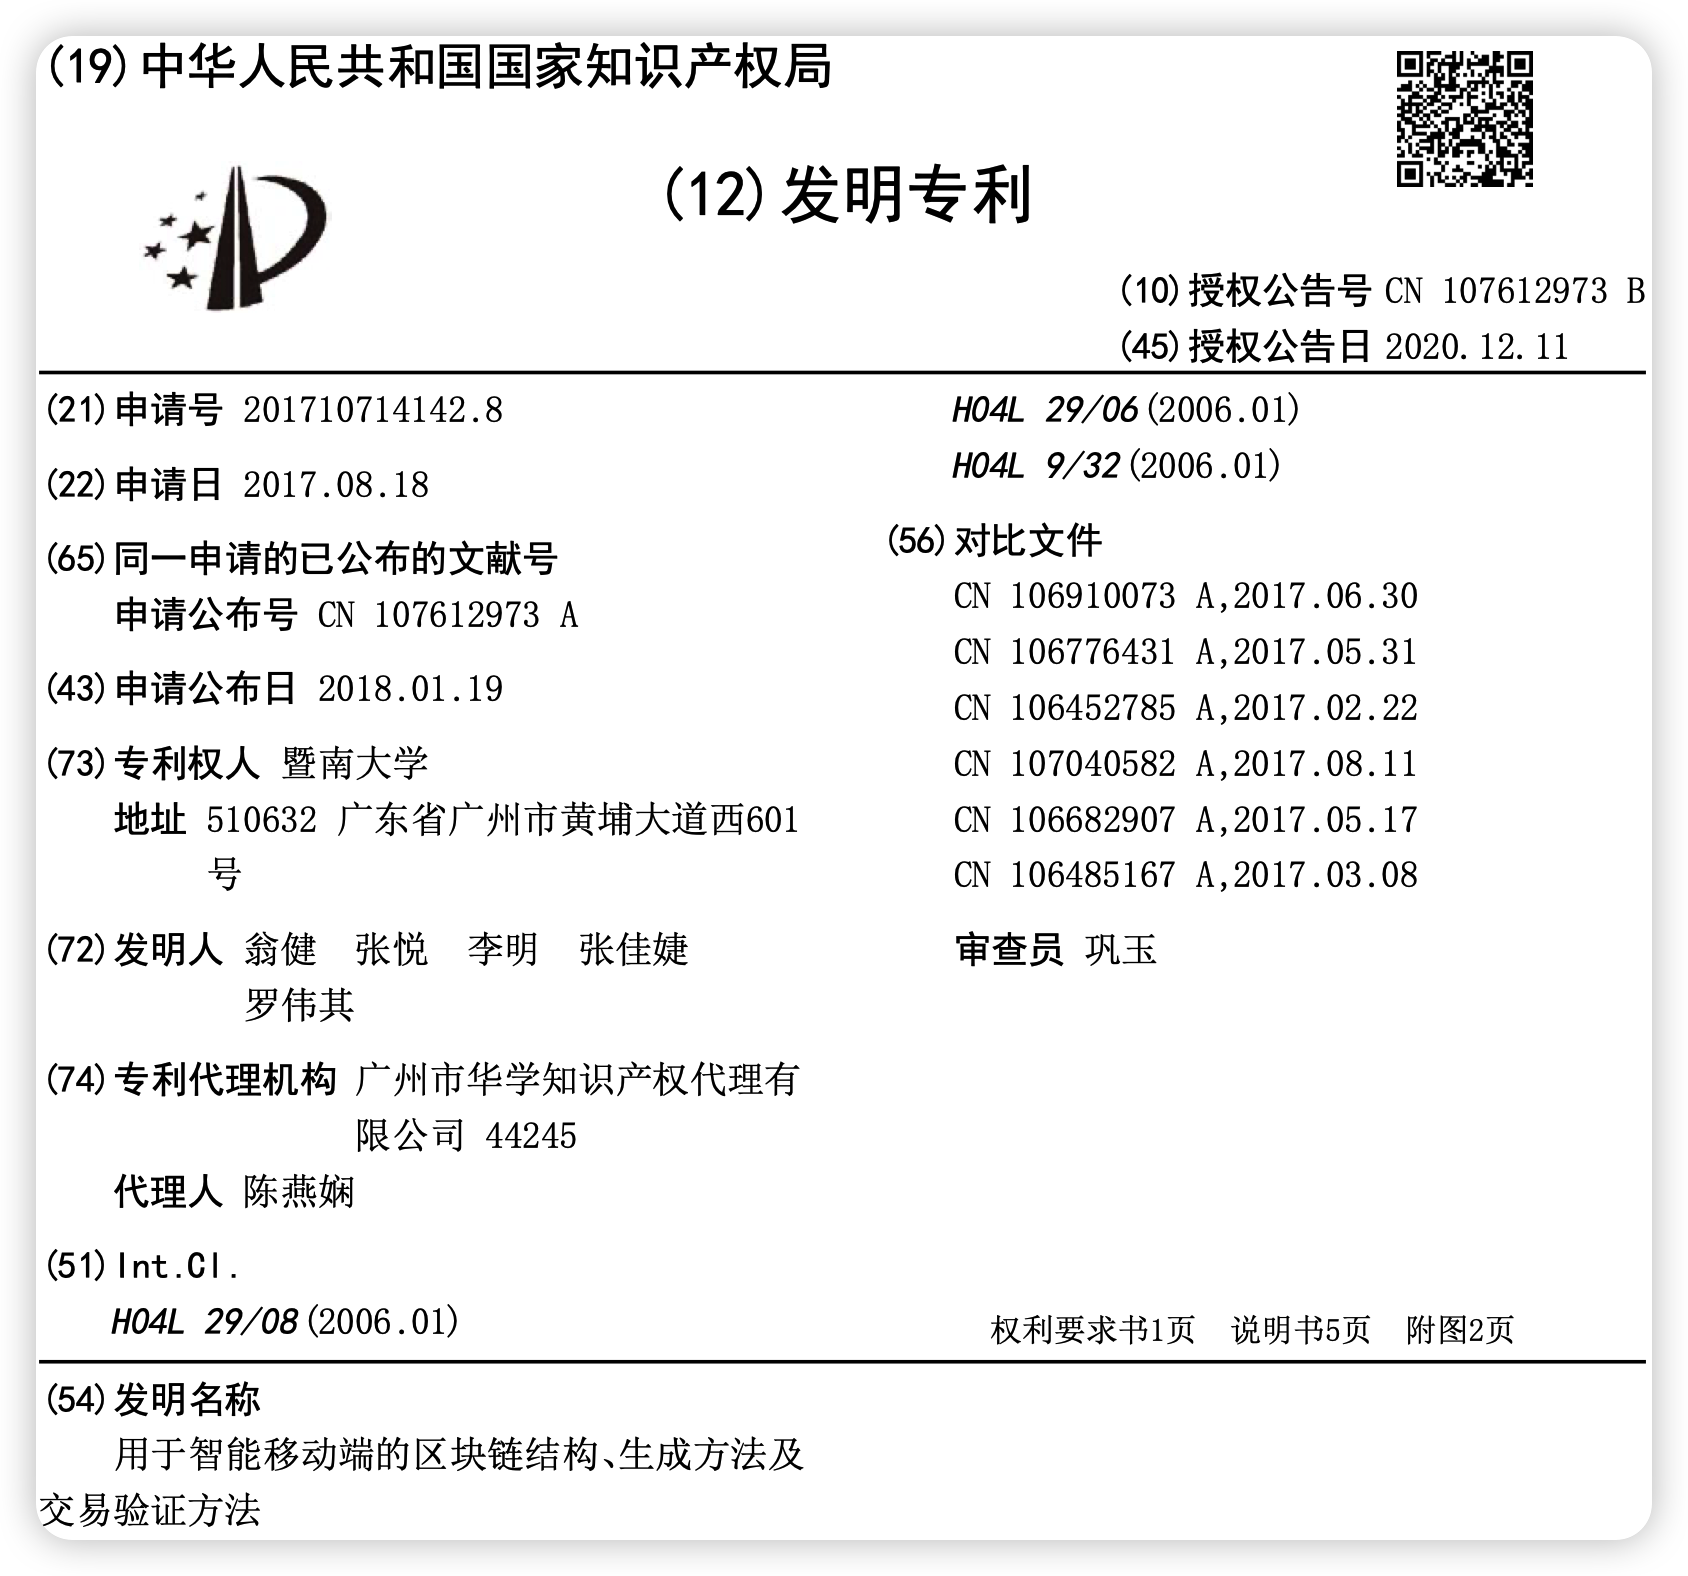 (19)中华人民共和国国家知识产权局
(12)发明专利
(10)授权公告号 CN 107612973 B
(45)授权公告日 2020.12.11
(21)申请号 201710714142.8
(22)申请日 2017.08.18
(65)同一申请的已公布的文献号
申请公布号 CN 107612973 A
(43)申请公布日 2018.01.19
(73)专利权人 暨南大学
地址 510632 广东省广州市黄埔大道西601
号
(72)发明人 翁健 张悦 李明 张佳婕
罗伟其
(74)专利代理机构 广州市华学知识产权代理有
限公司 44245
代理人 陈燕娴
(51)Int.Cl.
H04L 29/08(2006.01)
H04L 29/06(2006.01)
H04L 9/32(2006.01)
(56)对比文件
CN 106910073 A,2017.06.30
CN 106776431 A,2017.05.31
CN 106452785 A,2017.02.22
CN 107040582 A,2017.08.11
CN 106682907 A,2017.05.17
CN 106485167 A,2017.03.08
审查员 巩玉
权利要求书1页 说明书5页 附图2页
(54)发明名称
用于智能移动端的区块链结构、生成方法及
交易验证方法